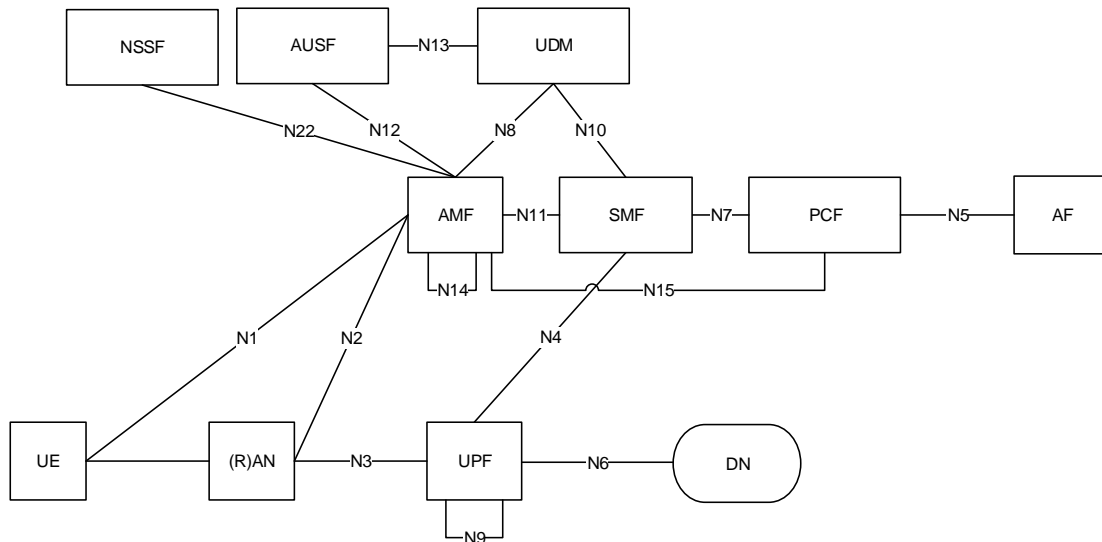 NSSF
AUSF
N13
UDM
N22
N12
N8
N10
AMF
N11
SMF
N7
PCF
N5
AF
N14
N15
N1
N2
N4
UE
(R)AN
N3
UPF
N6
DN
N9